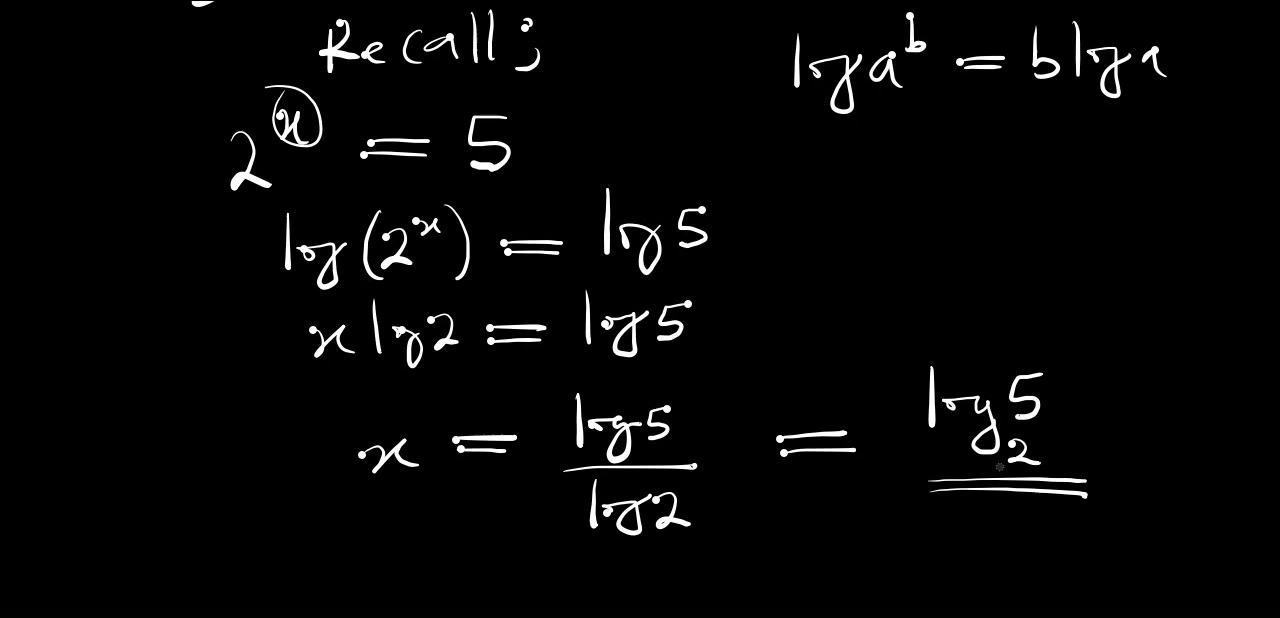 Recall; log a^b = b log a
2^x = 5
log(2^x) = log 5
x log 2 = log 5
x = log 5 / log 2 = log_2 5